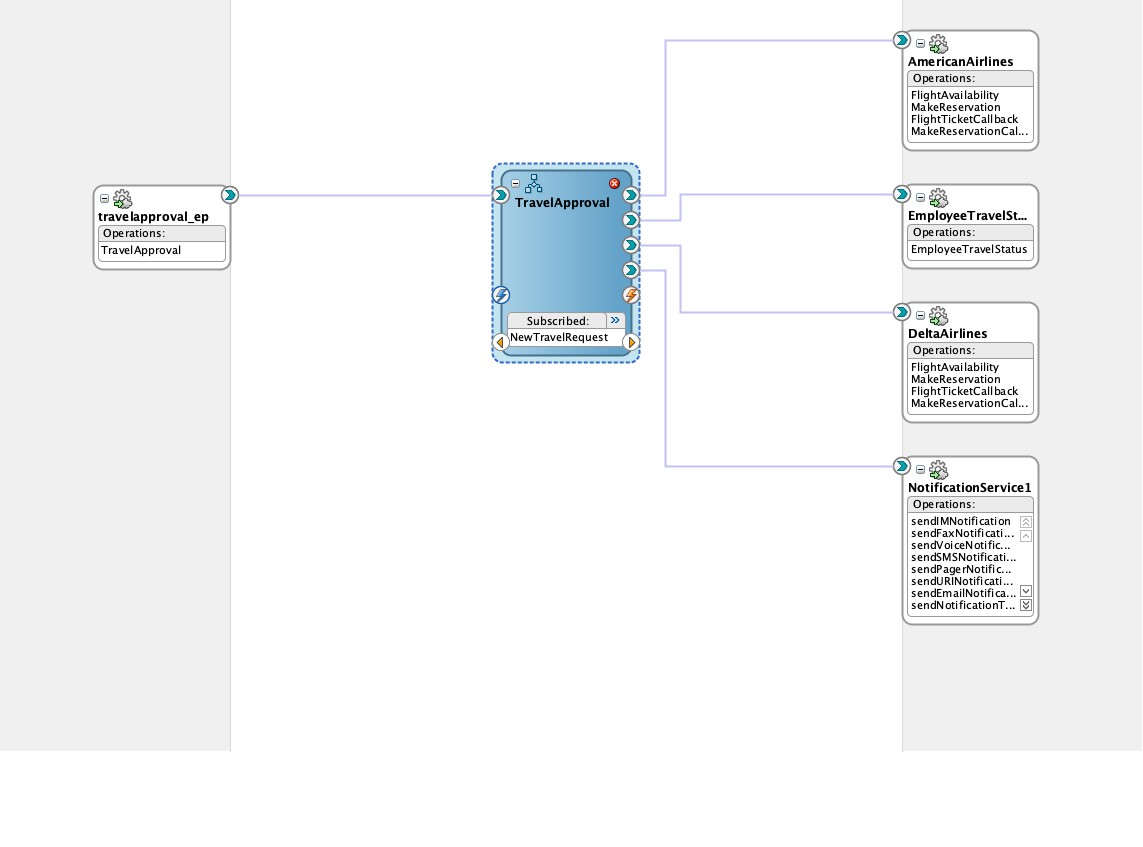 travelapproval_ep
Operations:
TravelApproval
TravelApproval
Subscribed:
NewTravelRequest
AmericanAirlines
Operations:
FlightAvailability
MakeReservation
FlightTicketCallback
MakeReservationCal...
EmployeeTravelSt...
Operations:
EmployeeTravelStatus
DeltaAirlines
Operations:
FlightAvailability
MakeReservation
FlightTicketCallback
MakeReservationCal...
NotificationService1
Operations:
sendIMNotification
sendFaxNotificati...
sendVoiceNotific...
sendSMSNotificati...
sendPagerNotific...
sendURINotificati...
sendEmailNotifica...
sendNotificationT...